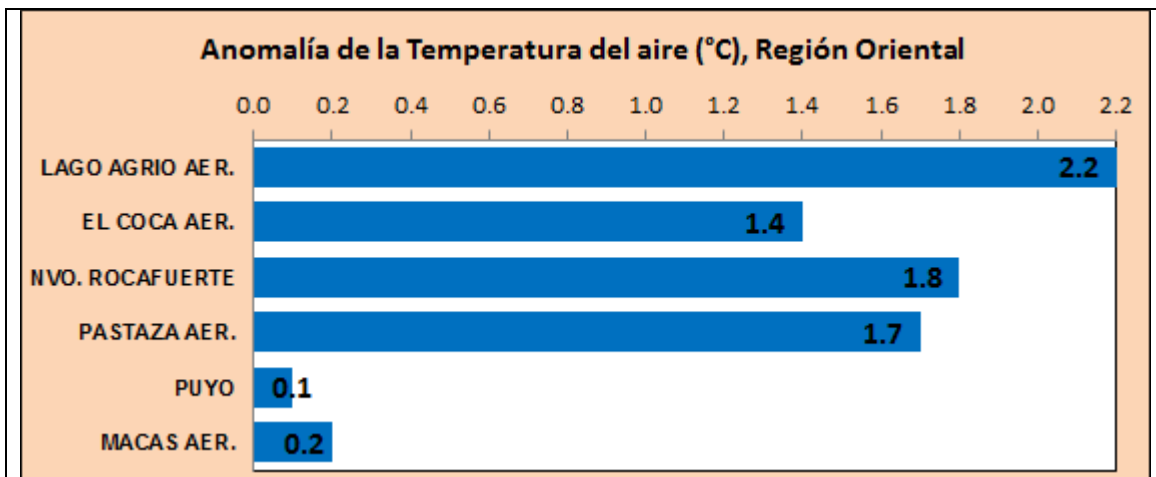 Anomalía de la Temperatura del aire (°C), Región Oriental
0.0 0.2 0.4 0.6 0.8 1.0 1.2 1.4 1.6 1.8 2.0 2.2
LAGO AGRIO AER. 2.2
EL COCA AER. 1.4
NVO. ROCAFUERTE 1.8
PASTAZA AER. 1.7
PUYO 0.1
MACAS AER. 0.2